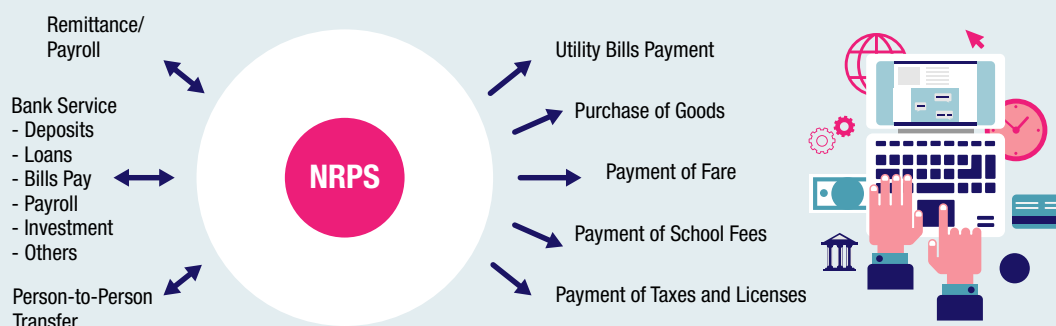 Remittance/
Payroll
Bank Service
- Deposits
- Loans
- Bills Pay
- Payroll
- Investment
- Others
Person-to-Person
Transfer
NRPS
Utility Bills Payment
Purchase of Goods
Payment of Fare
Payment of School Fees
Payment of Taxes and Licenses